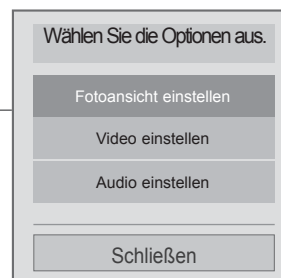 Wählen Sie die Optionen aus.
Fotoansicht einstellen
Video einstellen
Audio einstellen
Schließen